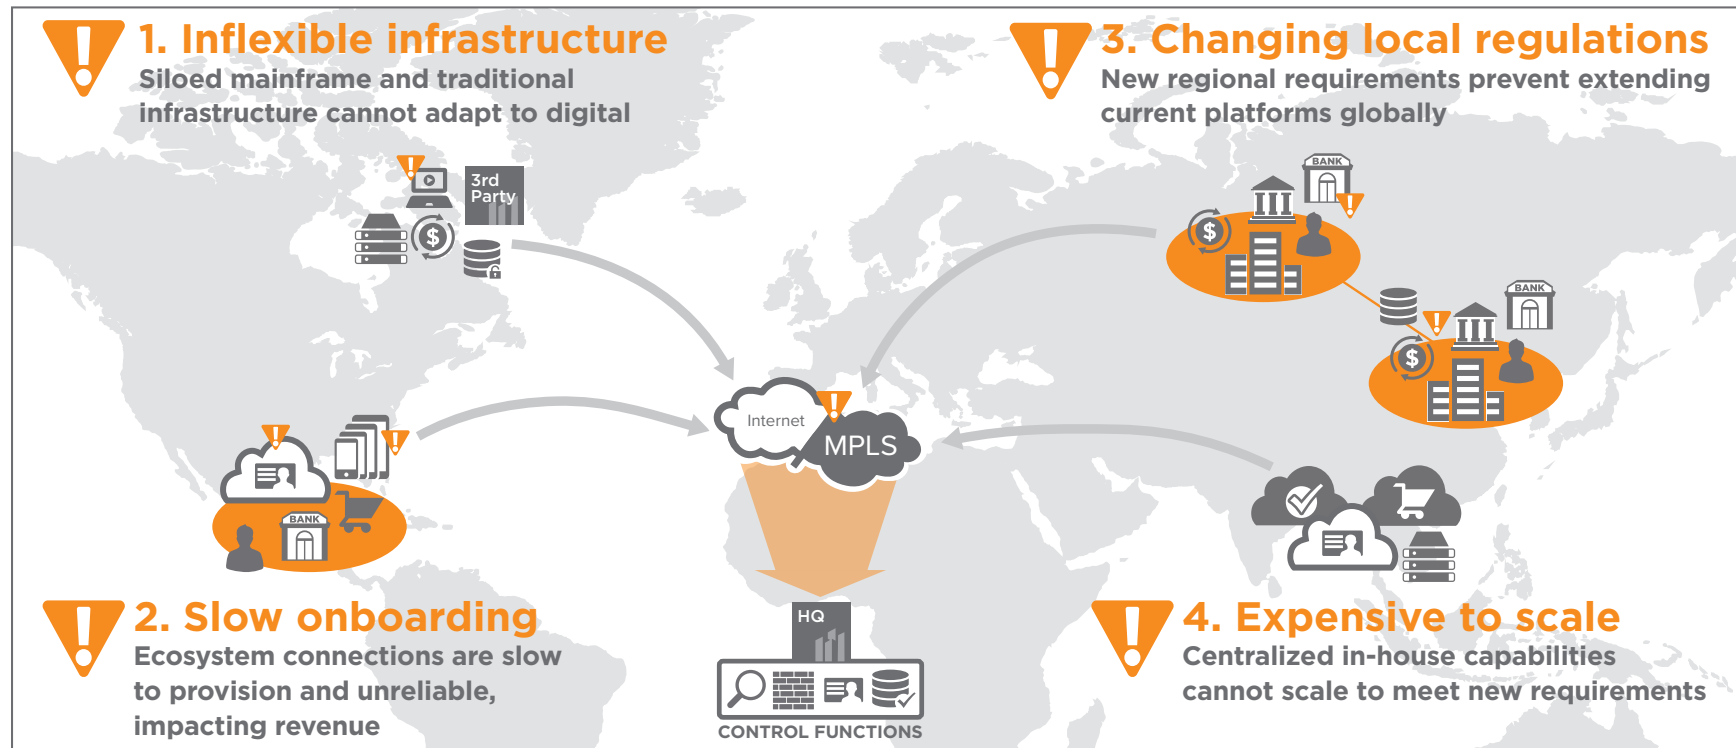 1. Inflexible infrastructure
Siloed mainframe and traditional
infrastructure cannot adapt to digital
3. Changing local regulations
New regional requirements prevent extending
current platforms globally
3rd
Party
$
BANK
$
BANK
$
Internet
MPLS
BANK
2. Slow onboarding
Ecosystem connections are slow
to provision and unreliable,
impacting revenue
HQ
CONTROL FUNCTIONS
4. Expensive to scale
Centralized in-house capabilities
cannot scale to meet new requirements